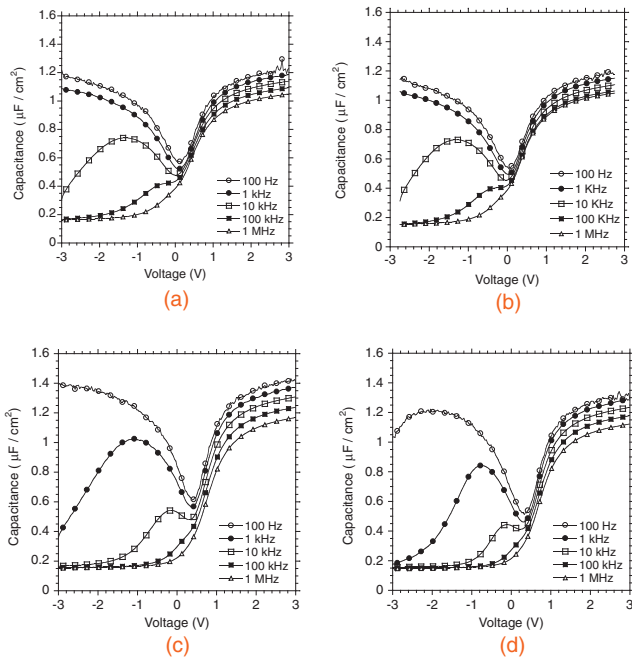 1.6
1.4
1.2
1
0.8
0.6
0.4
0.2
0
Capacitance ( μF / cm²)
100 Hz
1 kHz
10 kHz
100 kHz
1 MHz
-3 -2 -1 0 1 2 3
Voltage (V)
(a)
1.6
1.4
1.2
1
0.8
0.6
0.4
0.2
0
Capacitance ( μF / cm²)
100 Hz
1 KHz
10 KHz
100 KHz
1 MHz
-3 -2 -1 0 1 2 3
Voltage (V)
(b)
1.6
1.4
1.2
1
0.8
0.6
0.4
0.2
0
Capacitance ( μF / cm²)
100 Hz
1 kHz
10 kHz
100 kHz
1 MHz
-3 -2 -1 0 1 2 3
Voltage (V)
(c)
1.6
1.4
1.2
1
0.8
0.6
0.4
0.2
0
Capacitance ( μF / cm²)
100 Hz
1 kHz
10 kHz
100 kHz
1 MHz
-3 -2 -1 0 1 2 3
Voltage (V)
(d)